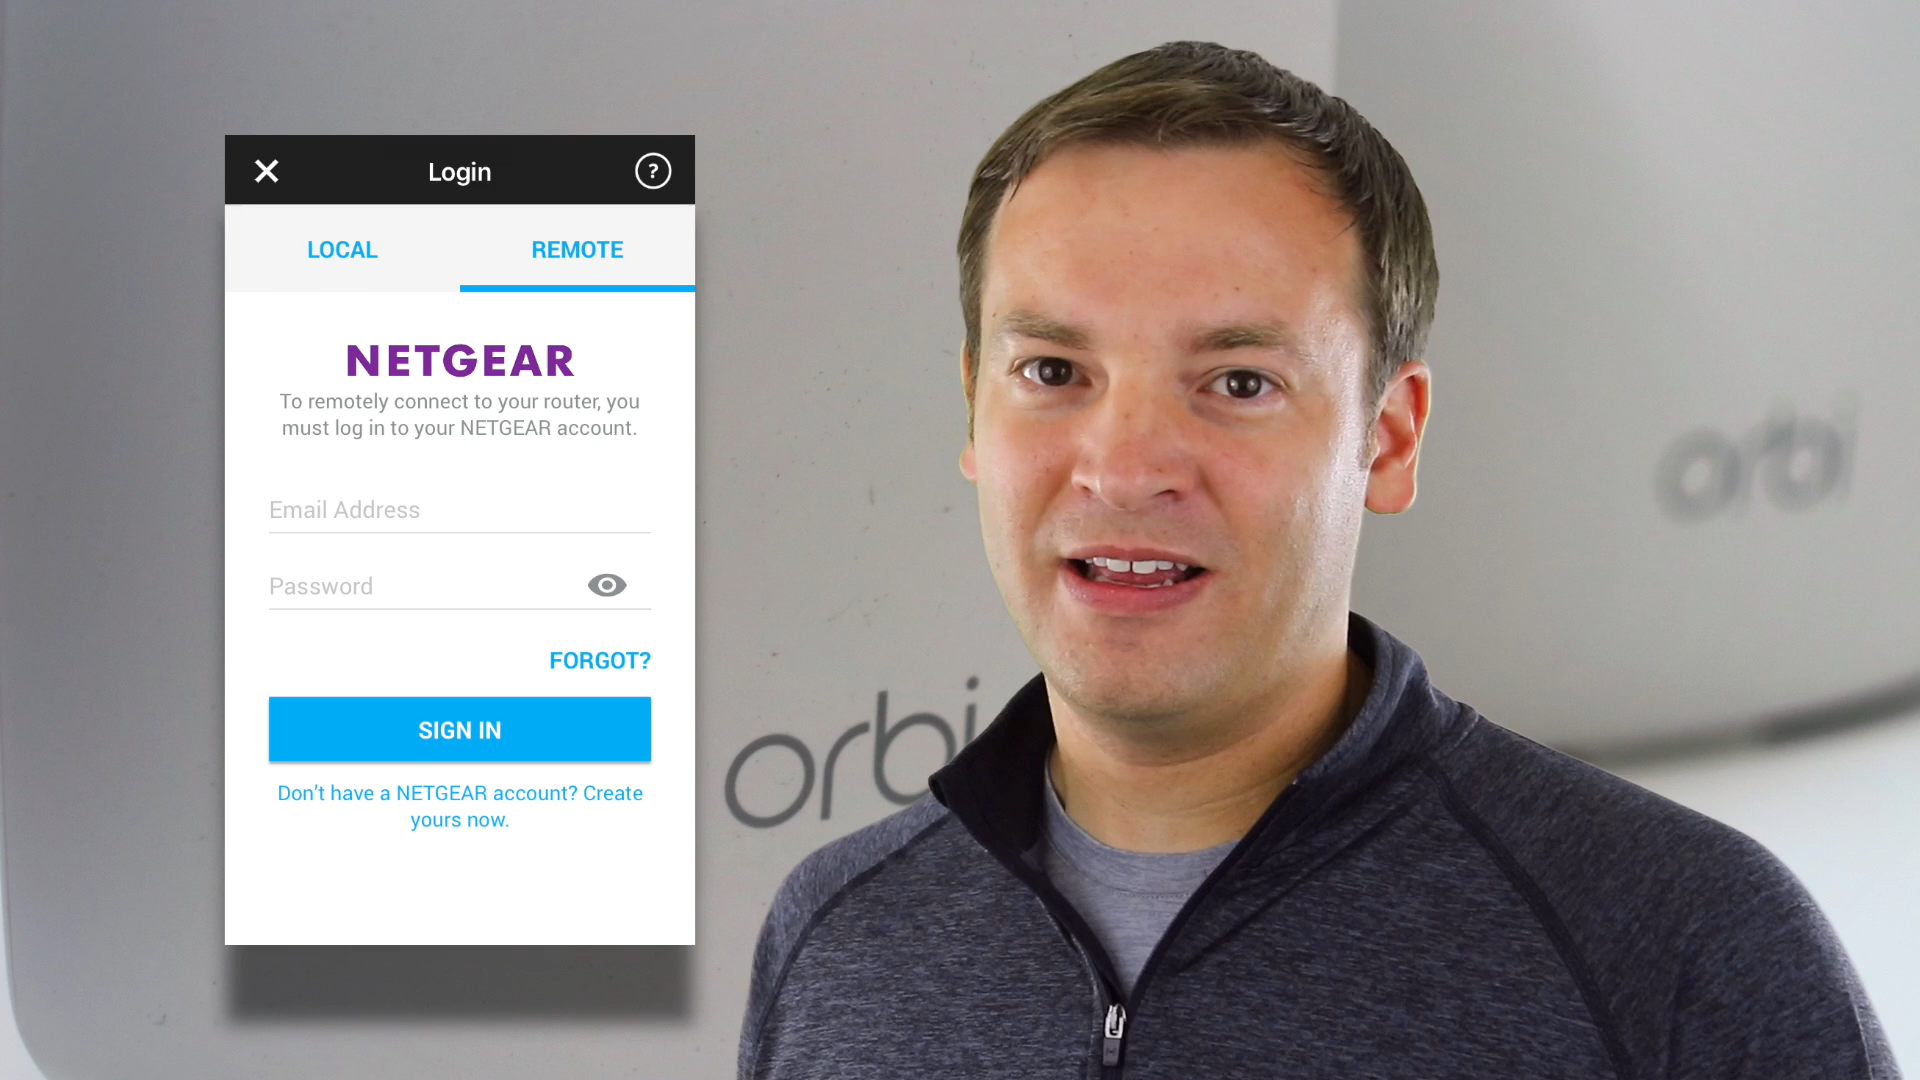 Login
?
LOCAL
REMOTE
NETGEAR
To remotely connect to your router, you
must log in to your NETGEAR account.
Email Address
Password
FORGOT?
SIGN IN
Don’t have a NETGEAR account? Create
yours now.
orbi
orbi